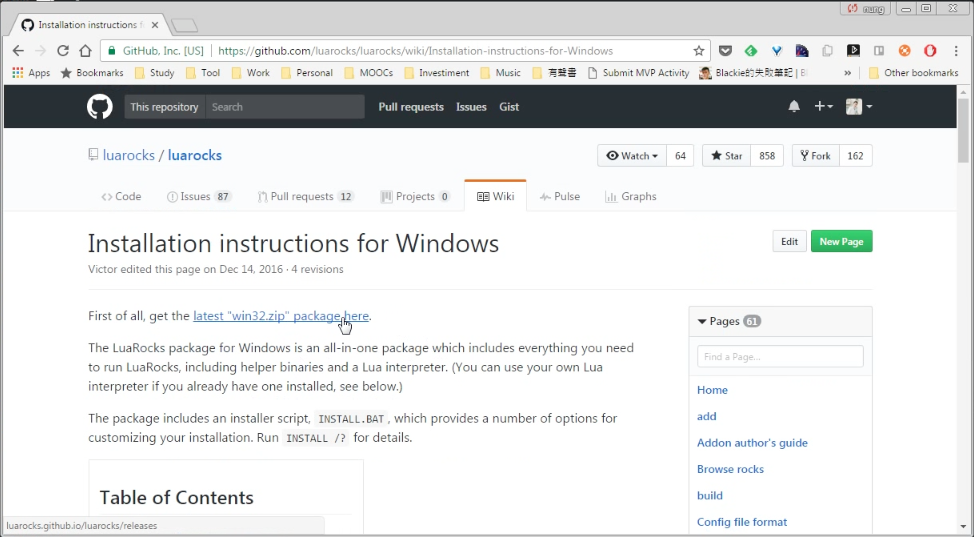 nung
Installation instructions f
GitHub, Inc. [US] https://github.com/luarocks/luarocks/wiki/Installation-instructions-for-Windows
Apps Bookmarks Study Tool Work Personal MOOCs Investiment Music 有聲書 Submit MVP Activity Blackie的失敗筆記 | Bl » Other bookmarks
This repository Search Pull requests Issues Gist
luarocks / luarocks
Watch 64 Star 858 Fork 162
Code Issues 87 Pull requests 12 Projects 0 Wiki Pulse Graphs
Installation instructions for Windows
Edit New Page
Victor edited this page on Dec 14, 2016 · 4 revisions
First of all, get the latest "win32.zip" package here.
The LuaRocks package for Windows is an all-in-one package which includes everything you need
to run LuaRocks, including helper binaries and a Lua interpreter. (You can use your own Lua
interpreter if you already have one installed, see below.)
The package includes an installer script, INSTALL.BAT, which provides a number of options for
customizing your installation. Run INSTALL /? for details.
Table of Contents
Pages 61
Find a Page...
Home
add
Addon author's guide
Browse rocks
build
Config file format
luarocks.github.io/luarocks/releases